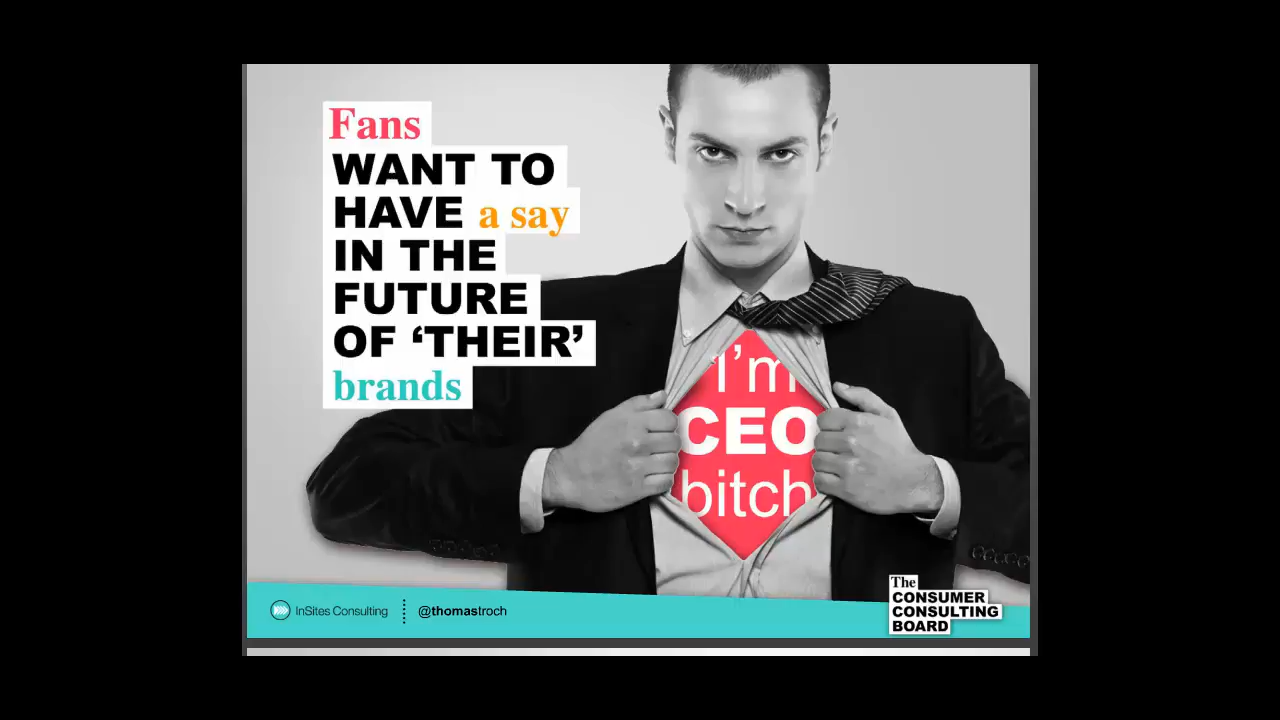 Fans
WANT TO
HAVE a say
IN THE
FUTURE
OF ‘THEIR’
brands
I’m
CEO
bitch
InSites Consulting
@thomastroch
The
CONSUMER
CONSULTING
BOARD